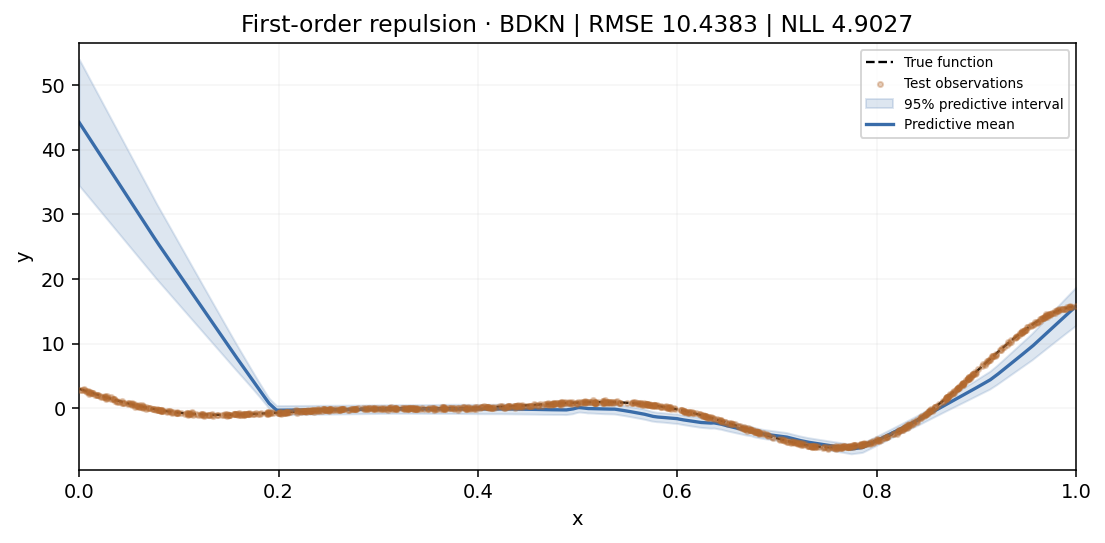 First-order repulsion · BDKN | RMSE 10.4383 | NLL 4.9027
True function
Test observations
95% predictive interval
Predictive mean
50
40
30
20
10
0
y
0.0 0.2 0.4 0.6 0.8 1.0
x